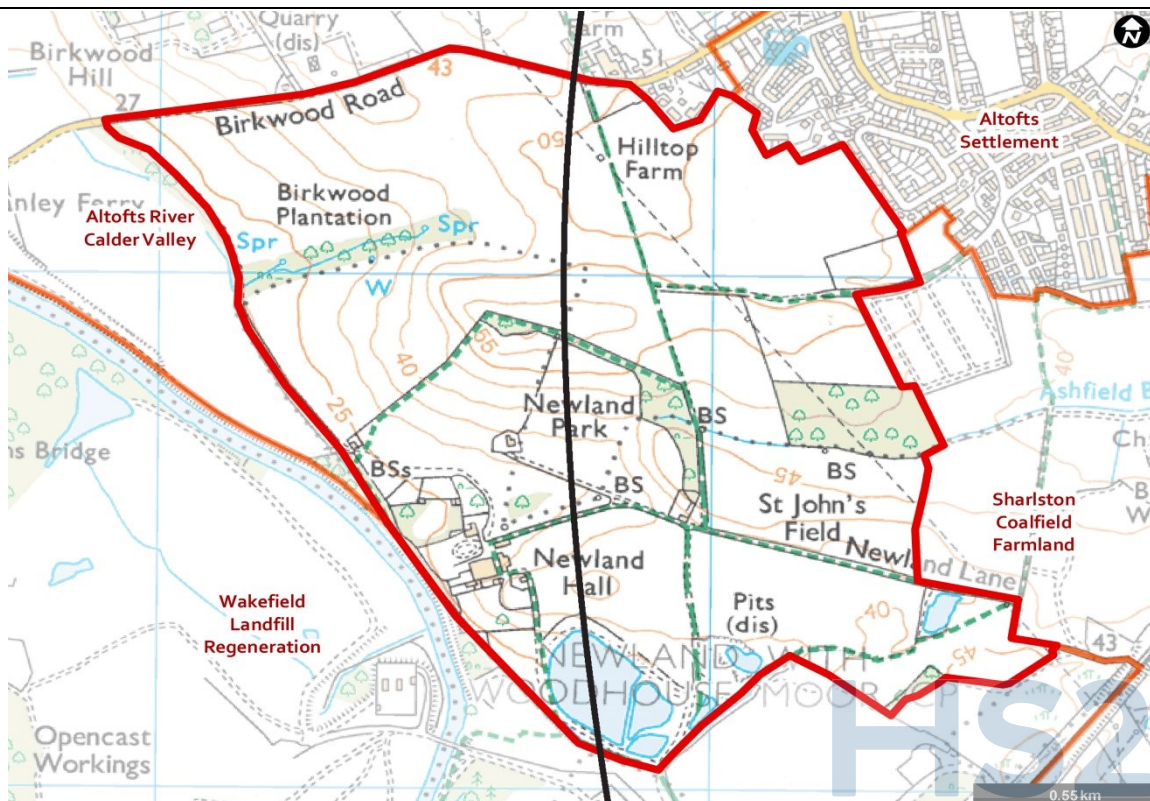 Quarry
(dis)
Farm
Birkwood
Hill
51
43
27
Birkwood Road
Altofts
Settlement
50
Hilltop
Farm
Birkwood
Plantation
Altofts River
Calder Valley
Spr
Spr
W
40
55
40
25
Newland
Park
BS
Ashfield
BSs
BS
BS
45
St John's
Field
Sharlston
Coalfield
Farmland
Newland Lane
Newland
Hall
Wakefield
Landfill
Regeneration
Pits
(dis)
40
43
45
NEWLAND WITH
WOODHOUSE MOOR CP
HS2
Opencast
Workings
0.55 km
N